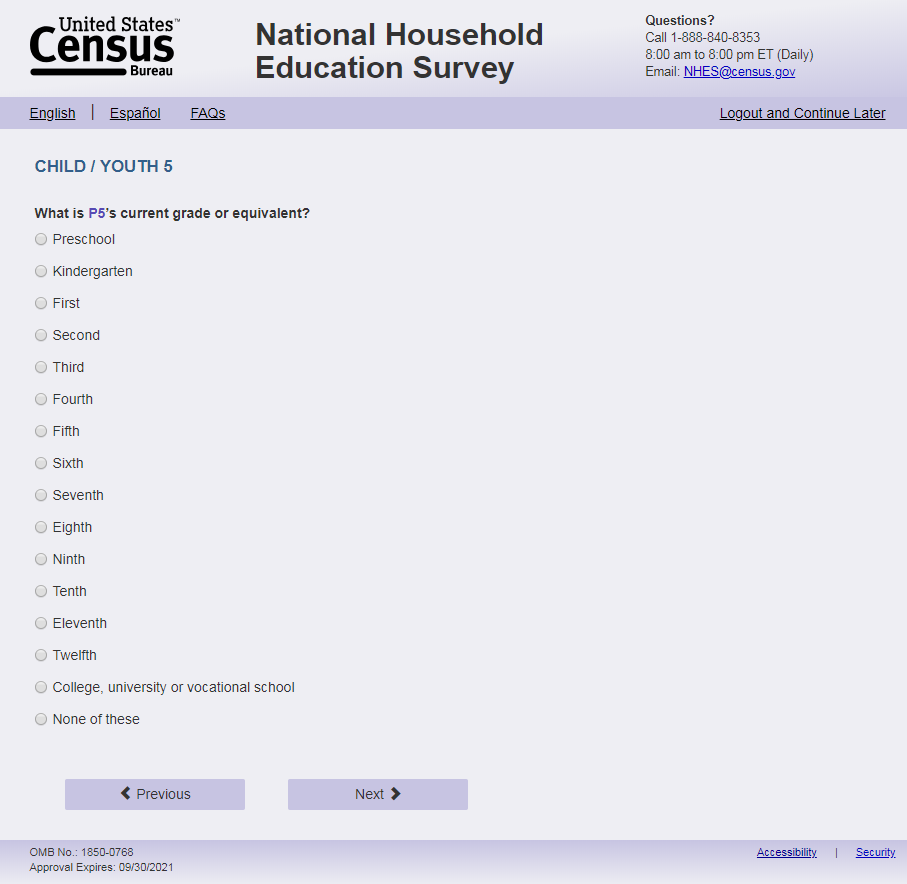 United States™
Census
Bureau
National Household
Education Survey
Questions?
Call 1-888-840-8353
8:00 am to 8:00 pm ET (Daily)
Email: NHES@census.gov
English | Español FAQs Logout and Continue Later
CHILD / YOUTH 5
What is P5’s current grade or equivalent?
Preschool
Kindergarten
First
Second
Third
Fourth
Fifth
Sixth
Seventh
Eighth
Ninth
Tenth
Eleventh
Twelfth
College, university or vocational school
None of these
Previous Next
OMB No.: 1850-0768
Approval Expires: 09/30/2021
Accessibility | Security